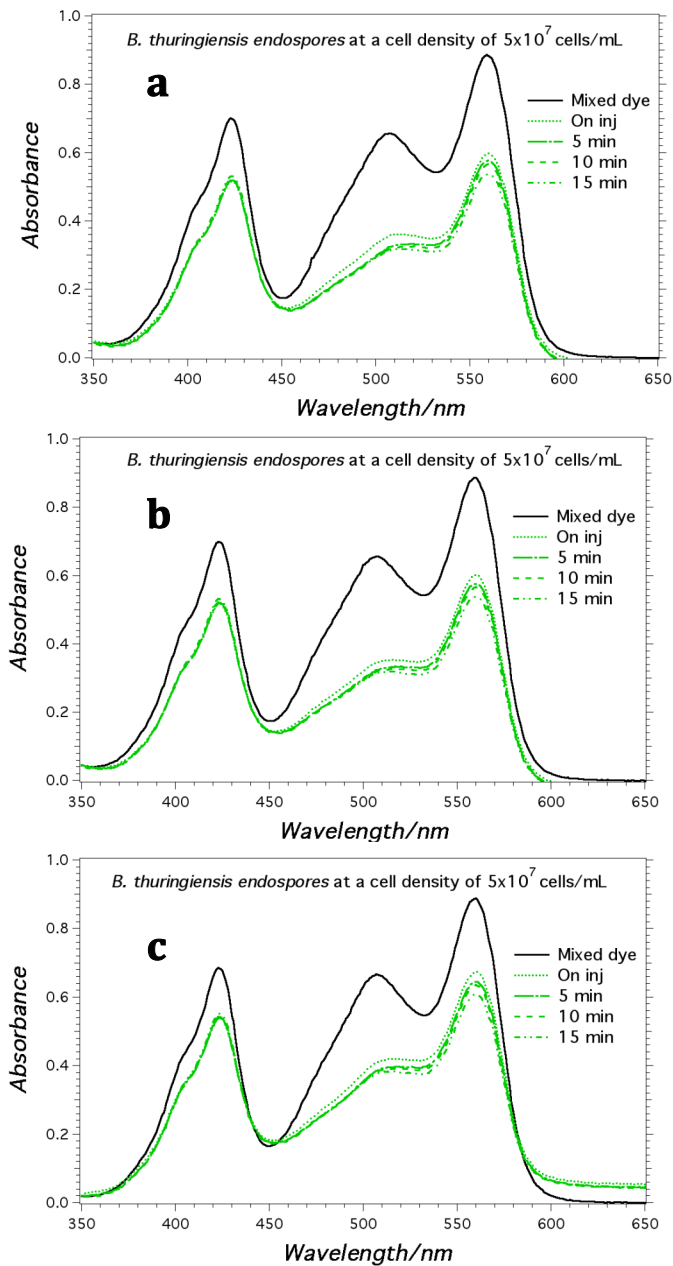 B. thuringiensis endospores at a cell density of 5x10⁷ cells/mL
a
Mixed dye
On inj
5 min
10 min
15 min
1.0
0.8
0.6
0.4
0.2
0.0
Absorbance
350 400 450 500 550 600 650
Wavelength/nm
B. thuringiensis endospores at a cell density of 5x10⁷ cells/mL
b
Mixed dye
On inj
5 min
10 min
15 min
1.0
0.8
0.6
0.4
0.2
0.0
Absorbance
350 400 450 500 550 600 650
Wavelength/nm
B. thuringiensis endospores at a cell density of 5x10⁷ cells/mL
c
Mixed dye
On inj
5 min
10 min
15 min
1.0
0.8
0.6
0.4
0.2
0.0
Absorbance
350 400 450 500 550 600 650
Wavelength/nm